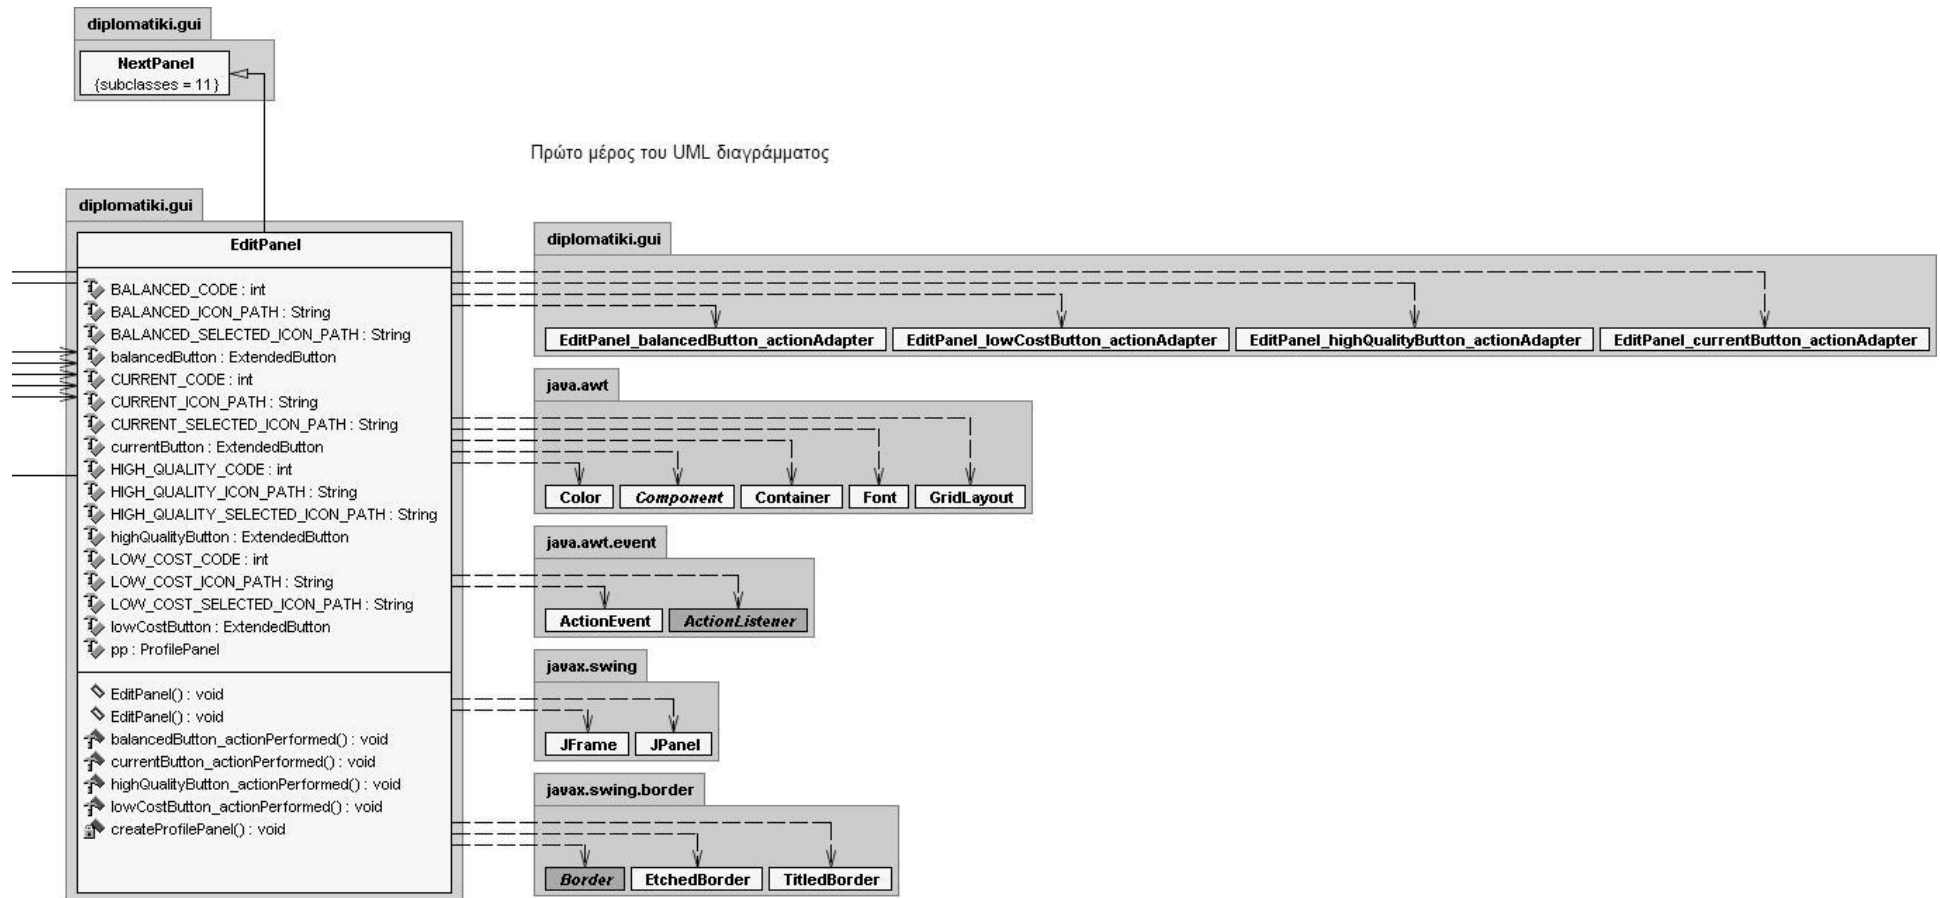 diplomatiki.gui
NextPanel
{subclasses = 11}
Πρώτο μέρος του UML διαγράμματος
diplomatiki.gui
EditPanel
BALANCED_CODE : int
BALANCED_ICON_PATH : String
BALANCED_SELECTED_ICON_PATH : String
balancedButton : ExtendedButton
CURRENT_CODE : int
CURRENT_ICON_PATH : String
CURRENT_SELECTED_ICON_PATH : String
currentButton : ExtendedButton
HIGH_QUALITY_CODE : int
HIGH_QUALITY_ICON_PATH : String
HIGH_QUALITY_SELECTED_ICON_PATH : String
highQualityButton : ExtendedButton
LOW_COST_CODE : int
LOW_COST_ICON_PATH : String
LOW_COST_SELECTED_ICON_PATH : String
lowCostButton : ExtendedButton
pp : ProfilePanel
EditPanel() : void
EditPanel() : void
balancedButton_actionPerformed() : void
currentButton_actionPerformed() : void
highQualityButton_actionPerformed() : void
lowCostButton_actionPerformed() : void
createProfilePanel() : void
diplomatiki.gui
EditPanel_balancedButton_actionAdapter EditPanel_lowCostButton_actionAdapter EditPanel_highQualityButton_actionAdapter EditPanel_currentButton_actionAdapter
java.awt
Color Component Container Font GridLayout
java.awt.event
ActionEvent ActionListener
javax.swing
JFrame JPanel
javax.swing.border
Border EtchedBorder TitledBorder